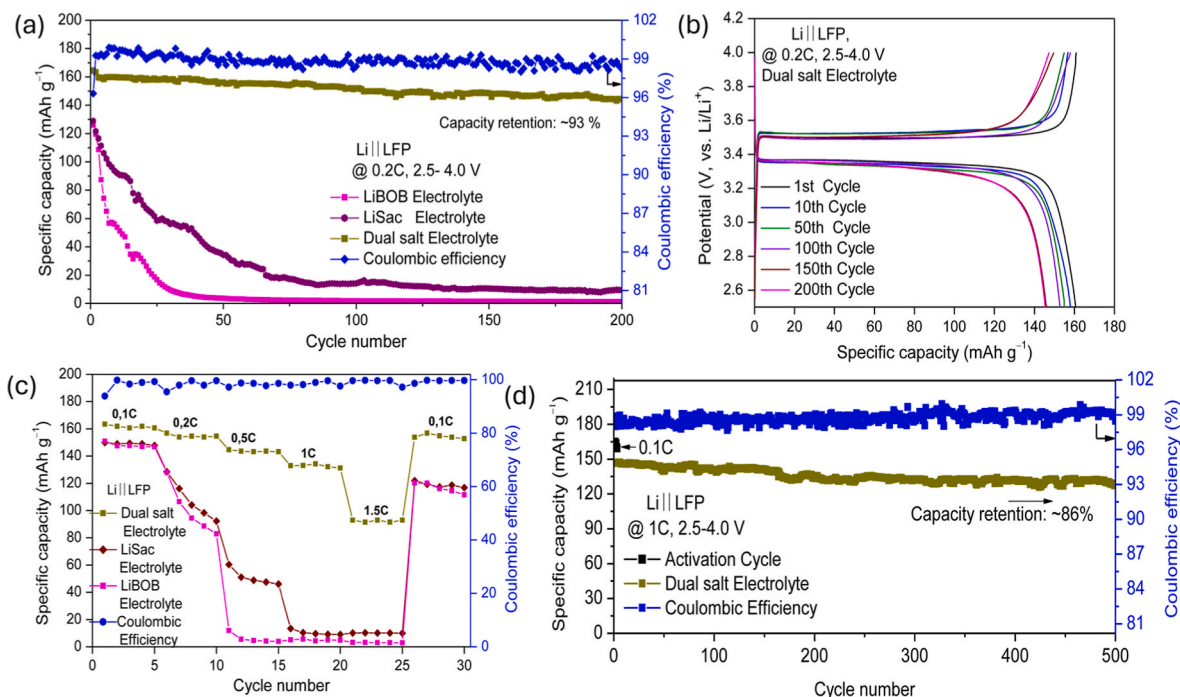 (a)
200
180
160
140
120
100
80
60
40
20
0
Specific capacity (mAh g⁻¹)
102
99
96
93
90
87
84
81
Coulombic efficiency (%)
Capacity retention: ~93 %
Li||LFP
@ 0.2C, 2.5- 4.0 V
LiBOB Electrolyte
LiSac Electrolyte
Dual salt Electrolyte
Coulombic efficiency
0 50 100 150 200
Cycle number
(b)
Li||LFP,
@ 0.2C, 2.5-4.0 V
Dual salt Electrolyte
4.0
3.6
3.2
2.8
2.6
Potential (V, vs. Li/Li⁺)
1st Cycle
10th Cycle
50th Cycle
100th Cycle
150th Cycle
200th Cycle
0 20 40 60 80 100 120 140 160 180
Specific capacity (mAh g⁻¹)
(c)
200
180
160
140
120
100
80
60
40
20
0
Specific capacity (mAh g⁻¹)
100
80
60
40
20
0
Coulombic efficiency (%)
0,1C
0,2C
0,5C
1C
1.5C
0,1C
Li||LFP
Dual salt
Electrolyte
LiSac
Electrolyte
LiBOB
Electrolyte
Coulombic
Efficiency
0 5 10 15 20 25 30
Cycle number
(d)
210
180
150
120
90
60
30
0
Specific capacity (mAh g⁻¹)
102
99
96
93
90
87
84
81
Coulombic efficiency (%)
0.1C
Li||LFP
@ 1C, 2.5-4.0 V
Capacity retention: ~86%
Activation Cycle
Dual salt Electrolyte
Coulombic Efficiency
0 100 200 300 400 500
Cycle number